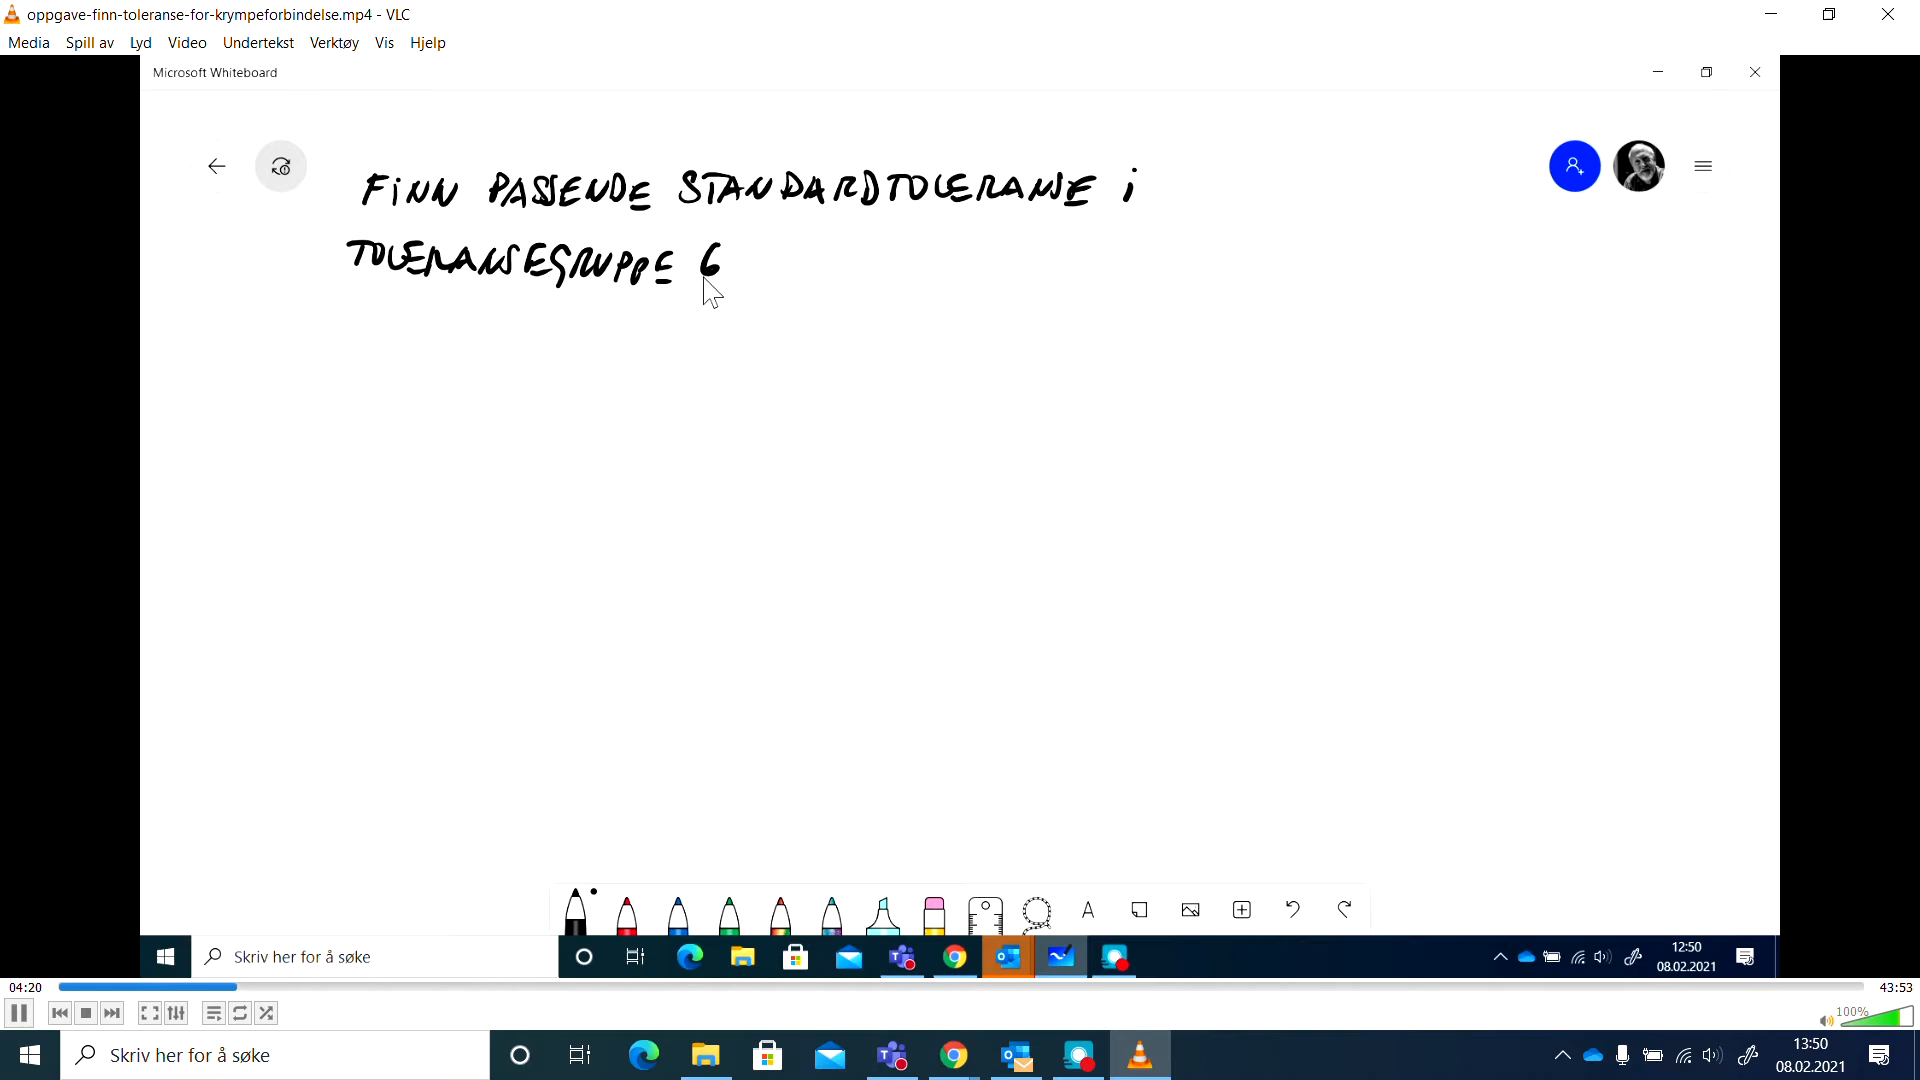 oppgave-finn-toleranse-for-krympeforbindelse.mp4 - VLC
Media Spill av Lyd Video Undertekst Verktøy Vis Hjelp
Microsoft Whiteboard
FINN PASSENDE STANDARDTOLERANSE i
TOLERANSEGRUPPE 6
Skriv her for å søke
12:50
08.02.2021
04:20
43:53
100%
Skriv her for å søke
13:50
08.02.2021